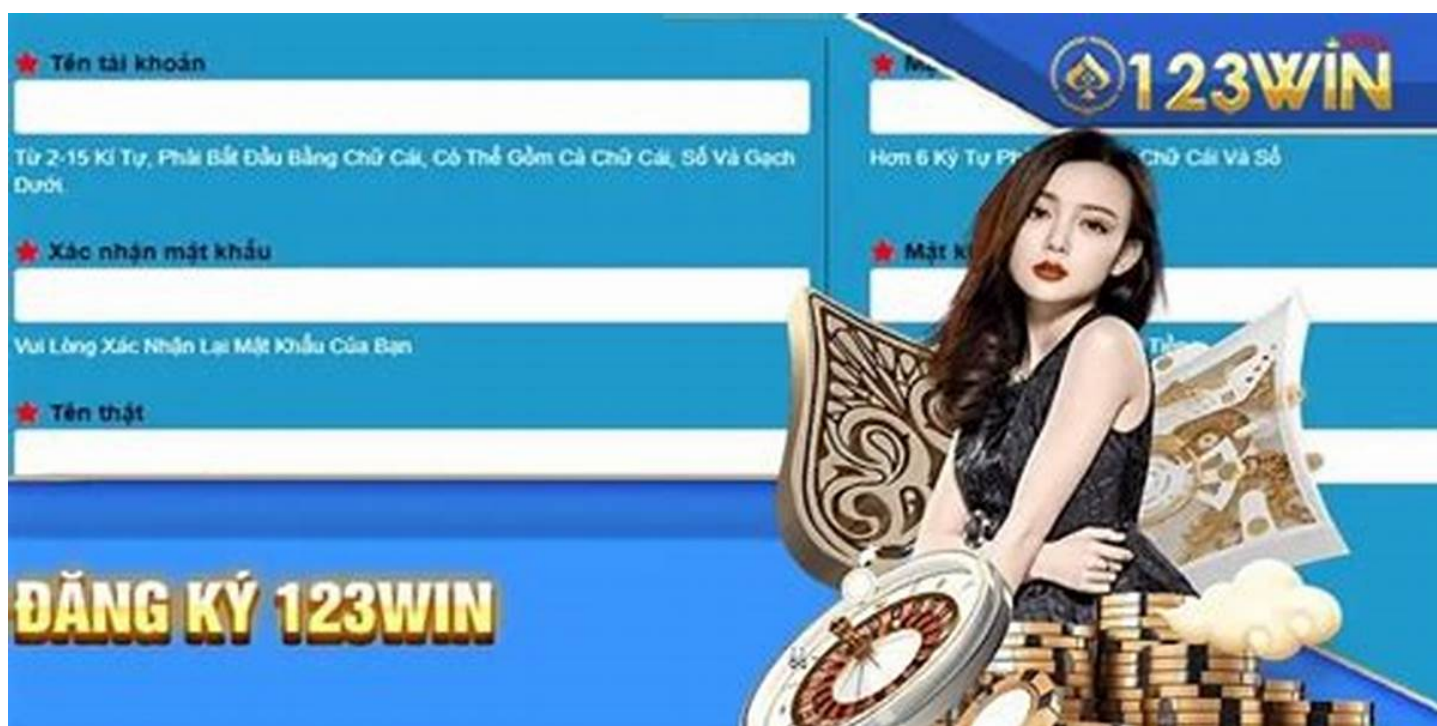 123WIN
Tên tài khoản
Từ 2-15 Kí Tự, Phải Bắt Đầu Bằng Chữ Cái, Có Thể Gồm Cả Chữ Cái, Số Và Gạch
Dưới
Hơn 6 Ký Tự
Chữ Cái Và Số
Xác nhận mật khẩu
Mật
Vui Lòng Xác Nhận Lại Mật Khẩu Của Bạn
Tên thật
ĐĂNG KÝ 123WIN